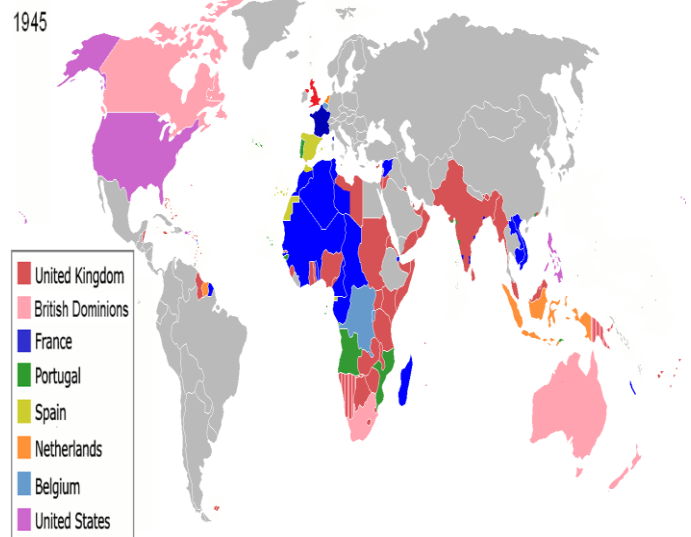 1945
United Kingdom
British Dominions
France
Portugal
Spain
Netherlands
Belgium
United States